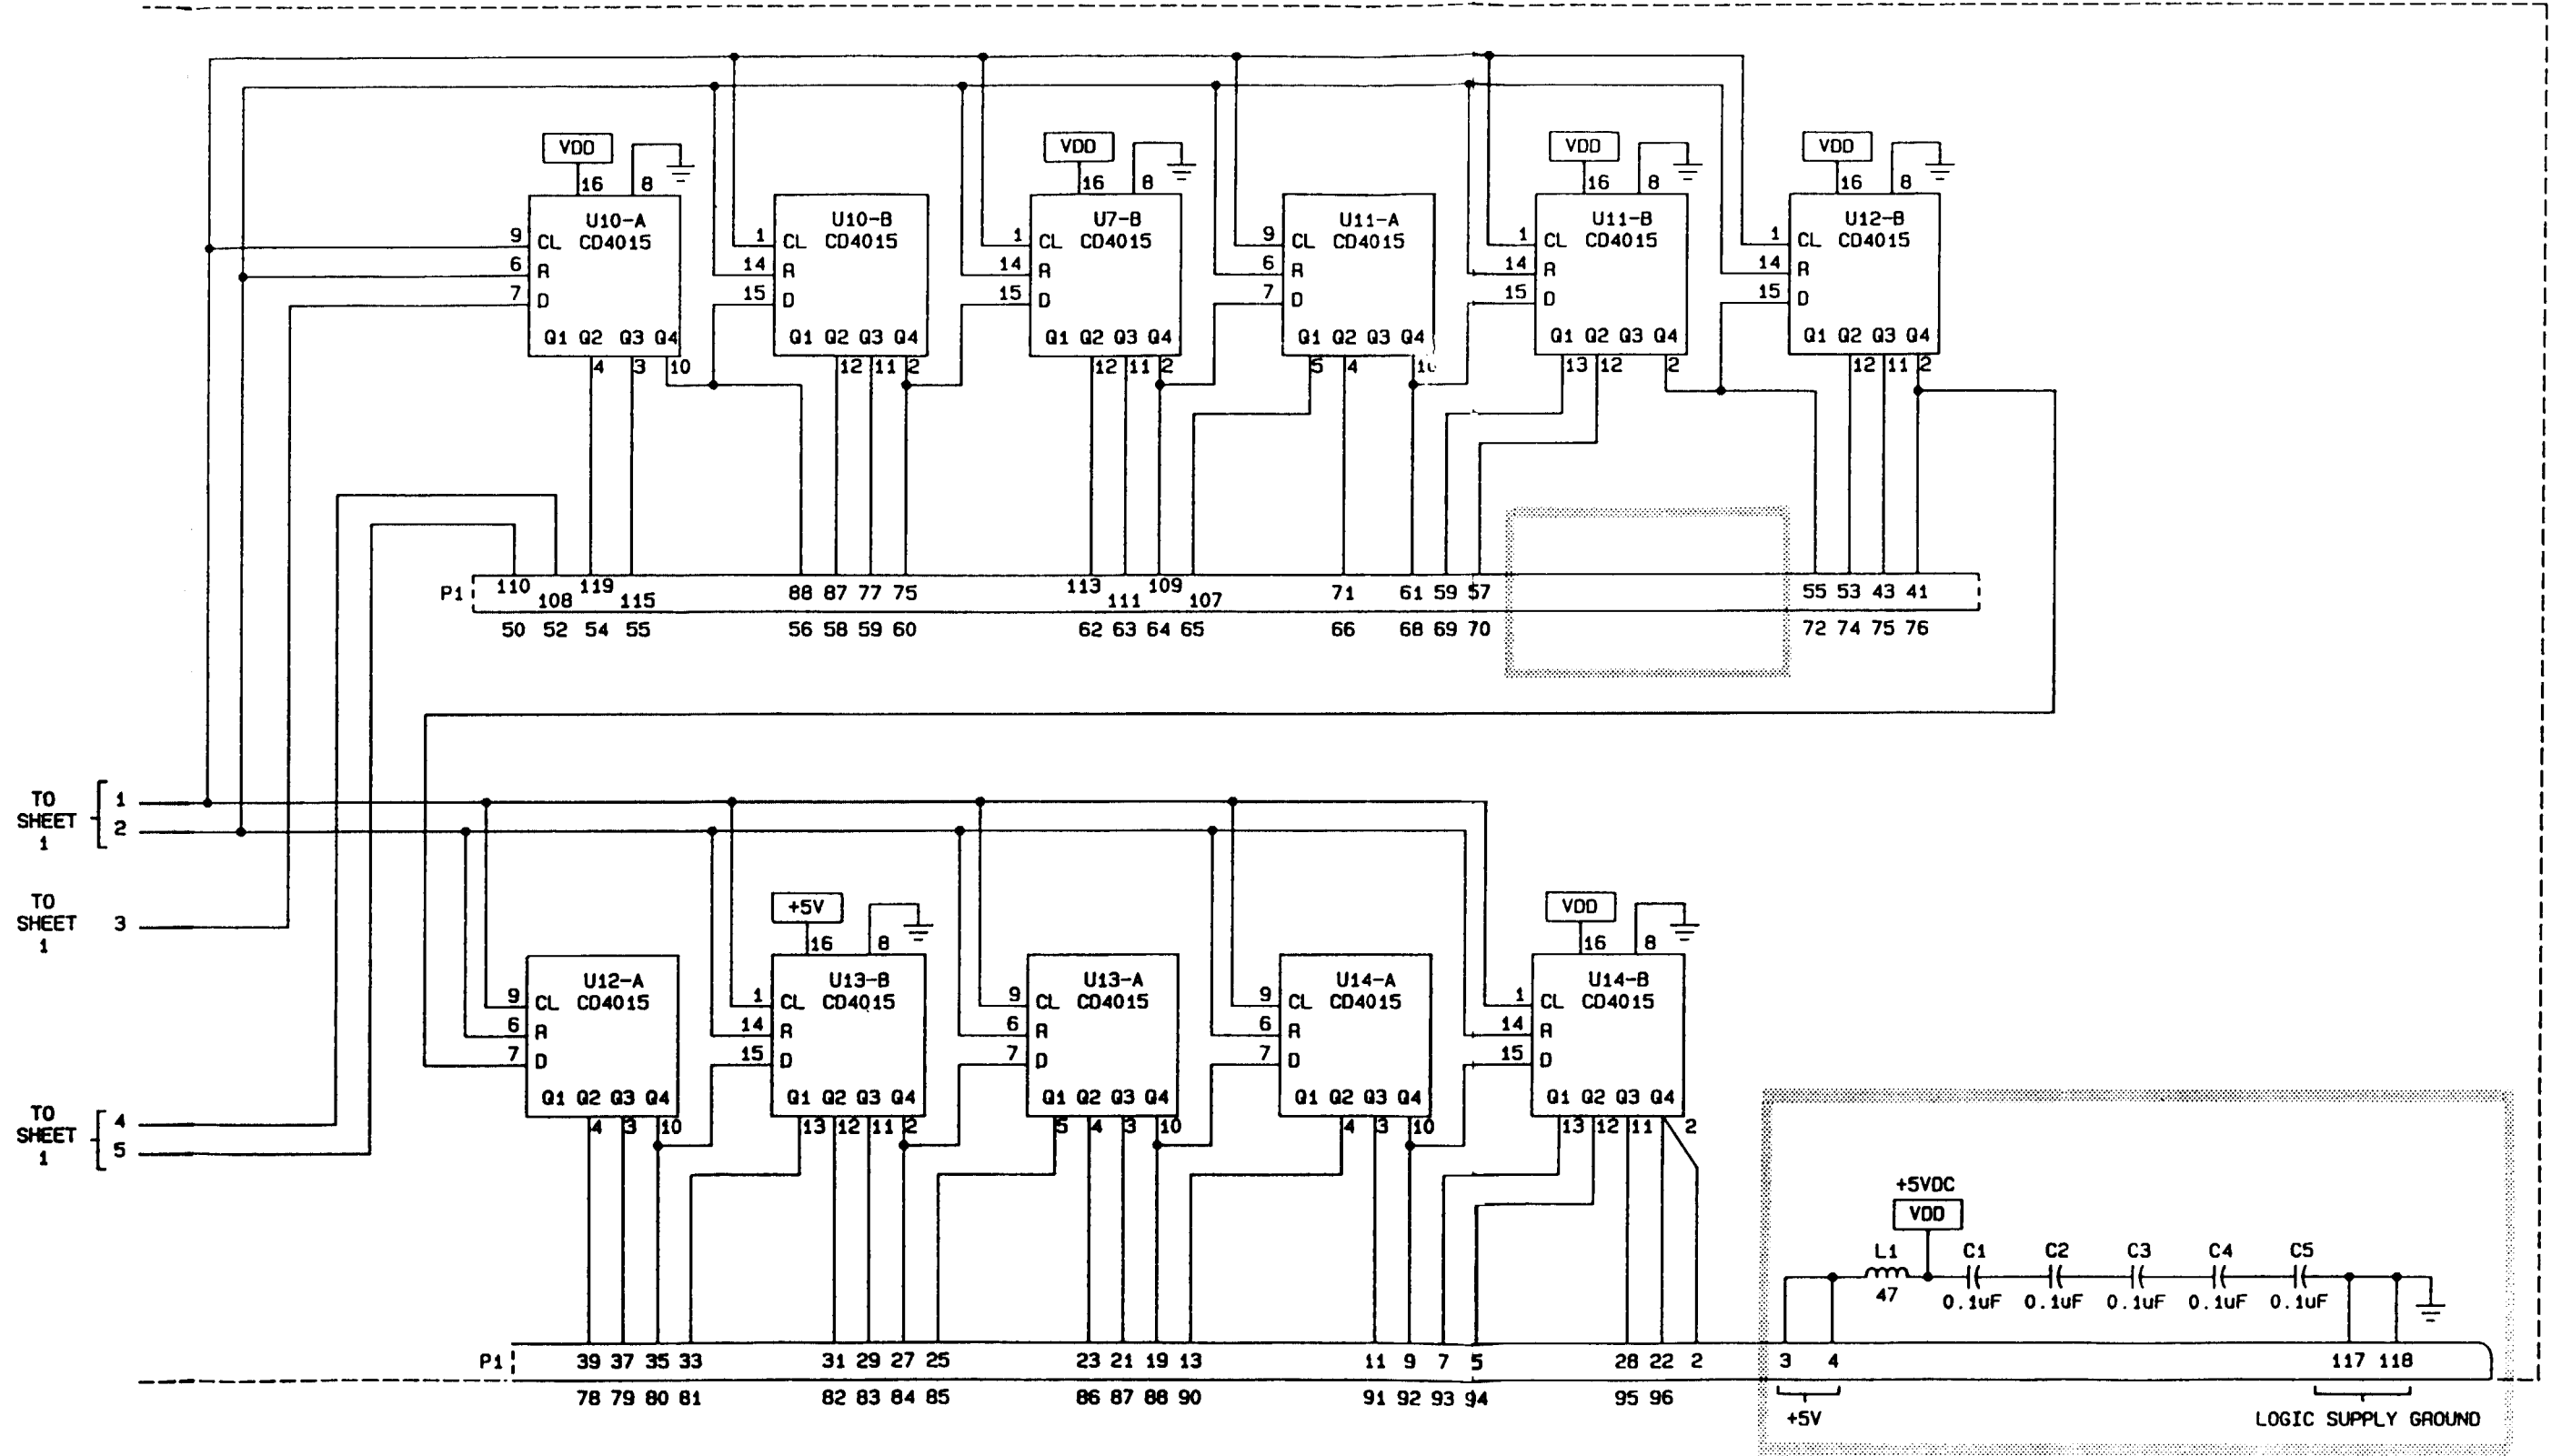 VDD VDD VDD VDD
16 8 16 8 16 8 16 8
U10-A U10-B U7-B U11-A U11-B U12-B
9 CL CD4015 1 CL CD4015 1 CL CD4015 9 CL CD4015 1 CL CD4015 1 CL CD4015
6 R 14 R 14 R 6 R 14 R 14 R
7 D 15 D 15 D 7 D 15 D 15 D
Q1 Q2 Q3 Q4 Q1 Q2 Q3 Q4 Q1 Q2 Q3 Q4 Q1 Q2 Q3 Q4 Q1 Q2 Q3 Q4 Q1 Q2 Q3 Q4
4 3 10 12 11 2 12 11 2 5 4 10 13 12 2 12 11 2
P1 110 108 119 115 88 87 77 75 113 111 109 107 71 61 59 57 55 53 43 41
50 52 54 55 56 58 59 60 62 63 64 65 66 68 69 70 72 74 75 76
TO SHEET 1 1
2
TO SHEET 1 3
TO SHEET 1 4
5
+5V VDD
16 8 16 8
U12-A U13-B U13-A U14-A U14-B
9 CL CD4015 1 CL CD4015 9 CL CD4015 9 CL CD4015 1 CL CD4015
6 R 14 R 6 R 6 R 14 R
7 D 15 D 7 D 7 D 15 D
Q1 Q2 Q3 Q4 Q1 Q2 Q3 Q4 Q1 Q2 Q3 Q4 Q1 Q2 Q3 Q4 Q1 Q2 Q3 Q4
4 3 10 13 12 11 2 5 4 3 10 4 3 10 13 12 11 2
+5VDC
VDD
L1 C1 C2 C3 C4 C5
47 0.1uF 0.1uF 0.1uF 0.1uF 0.1uF
P1 39 37 35 33 31 29 27 25 23 21 19 13 11 9 7 5 28 22 2 3 4 117 118
78 79 80 81 82 83 84 85 86 87 88 90 91 92 93 94 95 96
+5V LOGIC SUPPLY GROUND